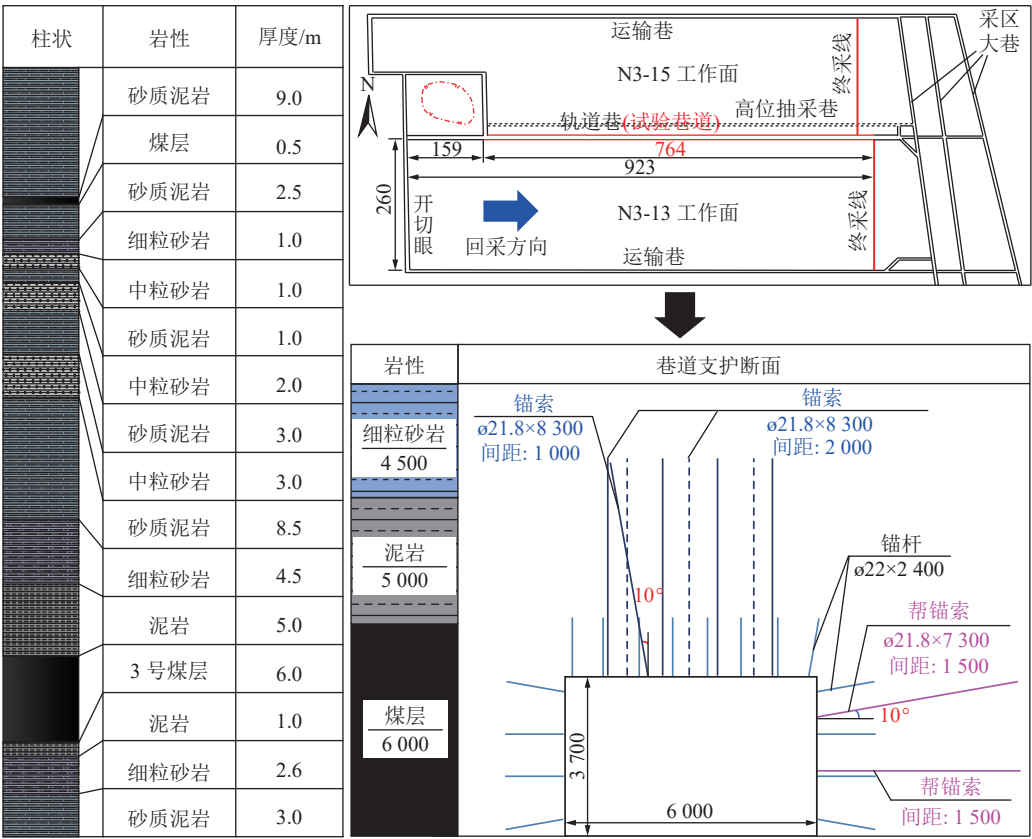 柱状 岩性 厚度/m
砂质泥岩 9.0
煤层 0.5
砂质泥岩 2.5
细粒砂岩 1.0
中粒砂岩 1.0
砂质泥岩 1.0
中粒砂岩 2.0
砂质泥岩 3.0
中粒砂岩 3.0
砂质泥岩 8.5
细粒砂岩 4.5
泥岩 5.0
3 号煤层 6.0
泥岩 1.0
细粒砂岩 2.6
砂质泥岩 3.0
运输巷
采区
大巷
终采线
N3-15 工作面
N
高位抽采巷
轨道巷(试验巷道)
159
764
923
260
开切眼
回采方向
N3-13 工作面
终采线
运输巷
岩性 巷道支护断面
细粒砂岩
4 500
泥岩
5 000
煤层
6 000
锚索
ø21.8×8 300
间距: 1 000
锚索
ø21.8×8 300
间距: 2 000
锚杆
ø22×2 400
10°
帮锚索
ø21.8×7 300
间距: 1 500
10°
3 700
6 000
帮锚索
间距: 1 500